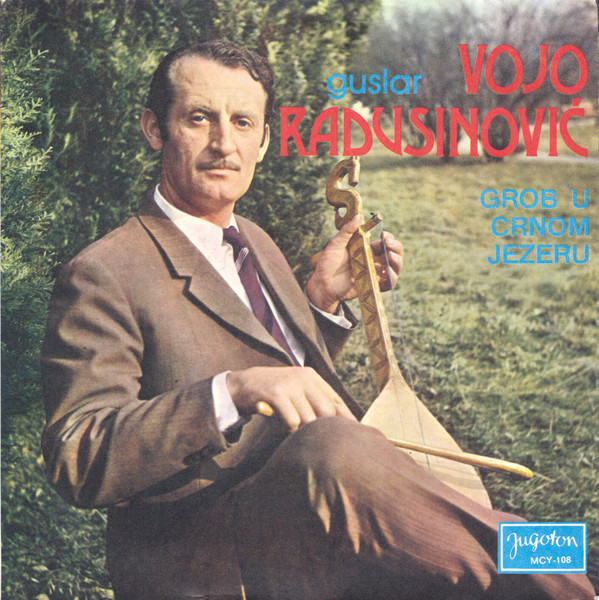 guslar VOJO
RADUSINOVIĆ
GROB U
CRNOM
JEZERU
Jugoton
MCY-108